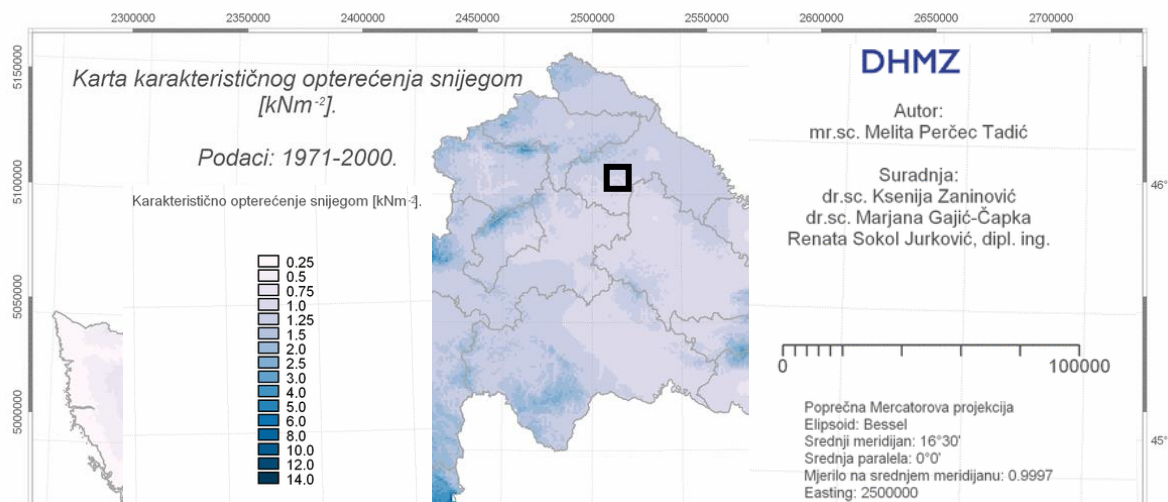 2300000 2350000 2400000 2450000 2500000 2550000 2600000 2650000 2700000
5150000
5100000
5050000
5000000
Karta karakterističnog opterećenja snijegom
[kNm⁻²].
Podaci: 1971-2000.
Karakteristično opterećenje snijegom [kNm⁻²].
0.25
0.5
0.75
1.0
1.25
1.5
2.0
2.5
3.0
4.0
5.0
6.0
8.0
10.0
12.0
14.0
DHMZ
Autor:
mr.sc. Melita Perčec Tadić
Suradnja:
dr.sc. Ksenija Zaninović
dr.sc. Marjana Gajić-Čapka
Renata Sokol Jurković, dipl. ing.
46°
0 100000
Poprečna Mercatorova projekcija
Elipsoid: Bessel
Srednji meridijan: 16°30'
Srednja paralela: 0°0'
Mjerilo na srednjem meridijanu: 0.9997
Easting: 2500000
45°